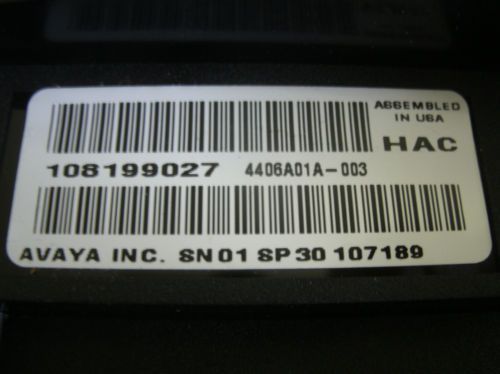 ASSEMBLED
IN USA
HAC
108199027 4406A01A-003
AVAYA INC. SN 01 SP 30 107189